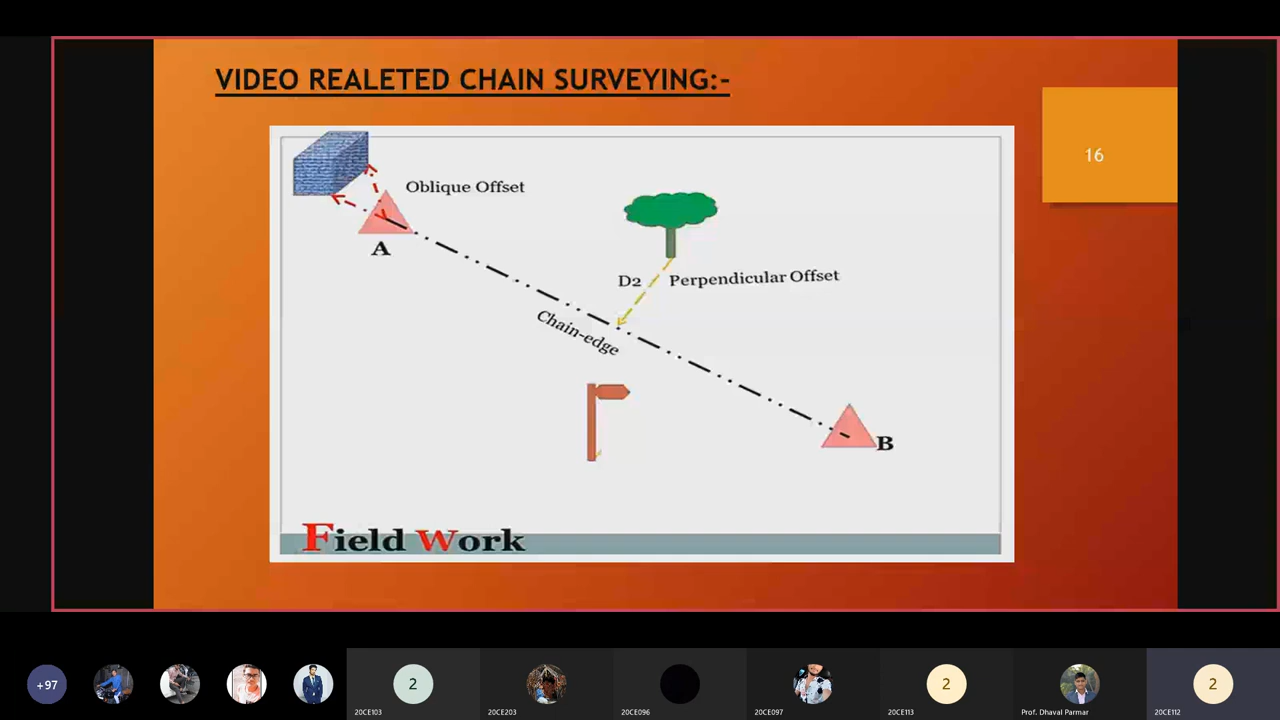 VIDEO REALETED CHAIN SURVEYING:-
16
Oblique Offset
A
D2 Perpendicular Offset
Chain-edge
B
Field Work
+97
2
2
2
20CE103
20CE203
20CE096
20CE097
20CE113
Prof. Dhaval Parmar
20CE112